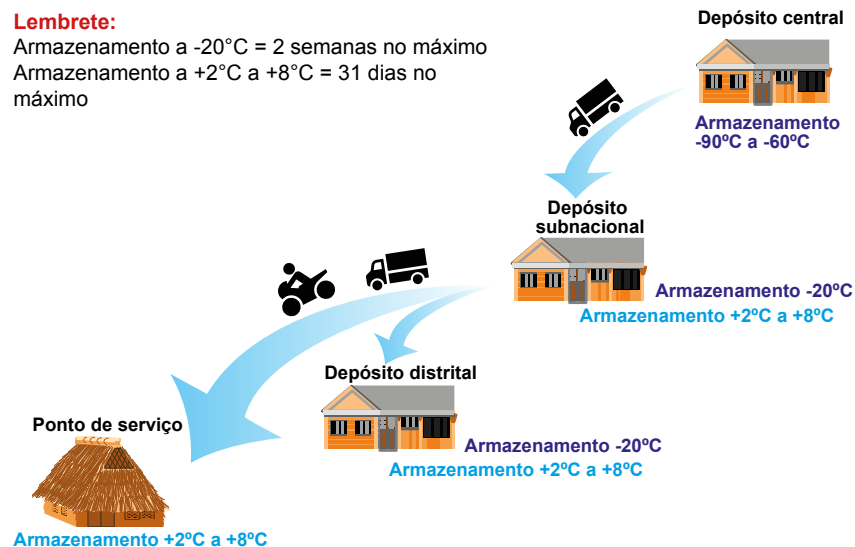 Lembrete:
Armazenamento a -20°C = 2 semanas no máximo
Armazenamento a +2°C a +8°C = 31 dias no
máximo
Depósito central
Armazenamento
-90ºC a -60ºC
Depósito
subnacional
Armazenamento -20ºC
Armazenamento +2ºC a +8ºC
Depósito distrital
Armazenamento -20ºC
Armazenamento +2ºC a +8ºC
Ponto de serviço
Armazenamento +2ºC a +8ºC